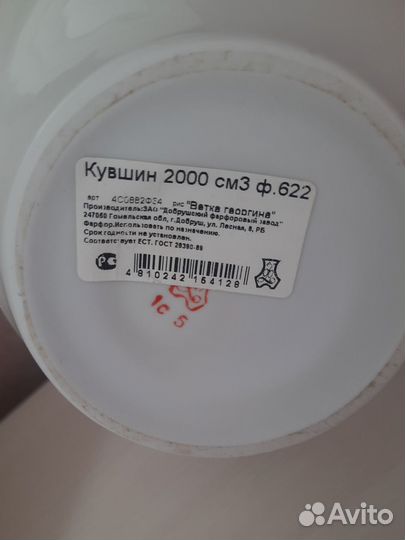 Кувшин 2000 см3 ф.622
арт 4С0882Ф34 рис "Ветка георгина"
Производитель:ЗАО "Добрушский фарфоровый завод"
247050 Гомельская обл, г.Добруш, ул. Лесная, 8, РБ
Фарфор.Использовать по назначению.
Срок годности не установлен.
Соответствует ЕСТ. ГОСТ 28390-89
РС
4 810242 154128
1с 5
Avito